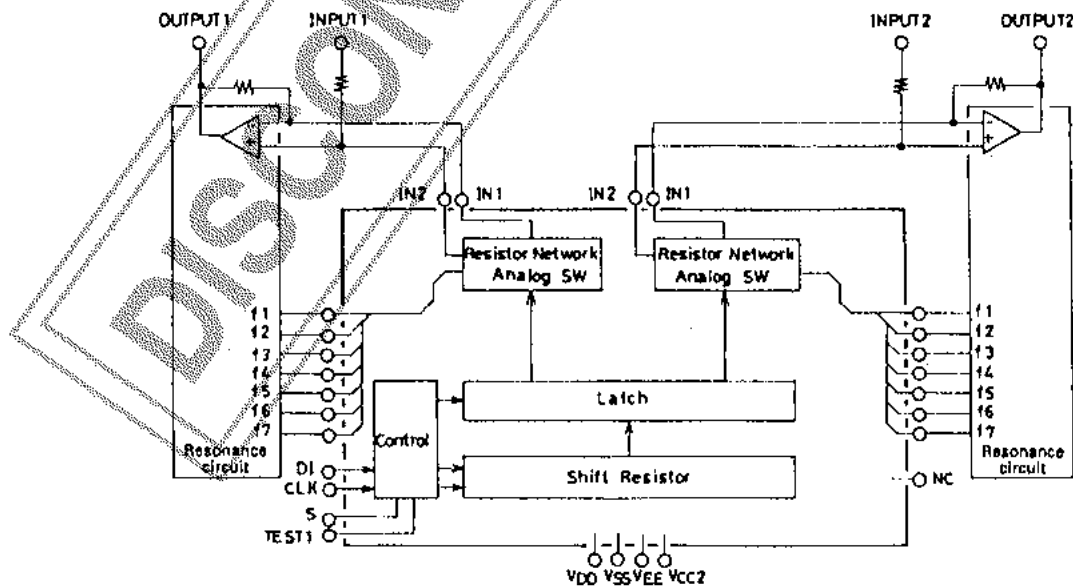 OUTPUT1 INPUT1 INPUT2 OUTPUT2
DISCON
IN2 IN1 IN2 IN1
- +
- +
Resistor Network
Analog SW
Resistor Network
Analog SW
f1
f2
f3
f4
f5
f6
f7
Resonance
circuit
f1
f2
f3
f4
f5
f6
f7
Resonance
circuit
Latch
Control
Shift Resistor
DI
CLK
S
TEST1
NC
VDD VSS VEE VCC2